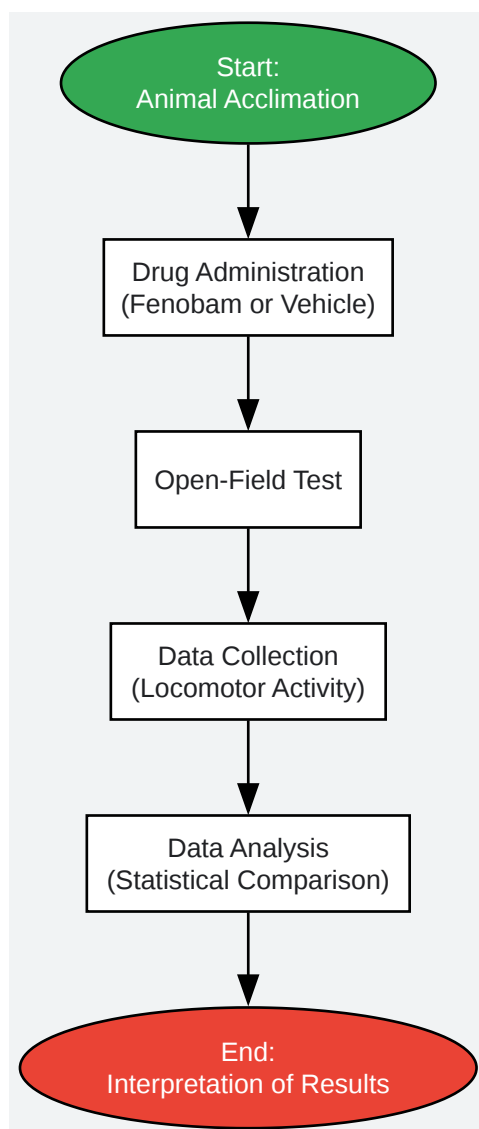 Start:
Animal Acclimation
Drug Administration
(Fenobam or Vehicle)
Open-Field Test
Data Collection
(Locomotor Activity)
Data Analysis
(Statistical Comparison)
End:
Interpretation of Results